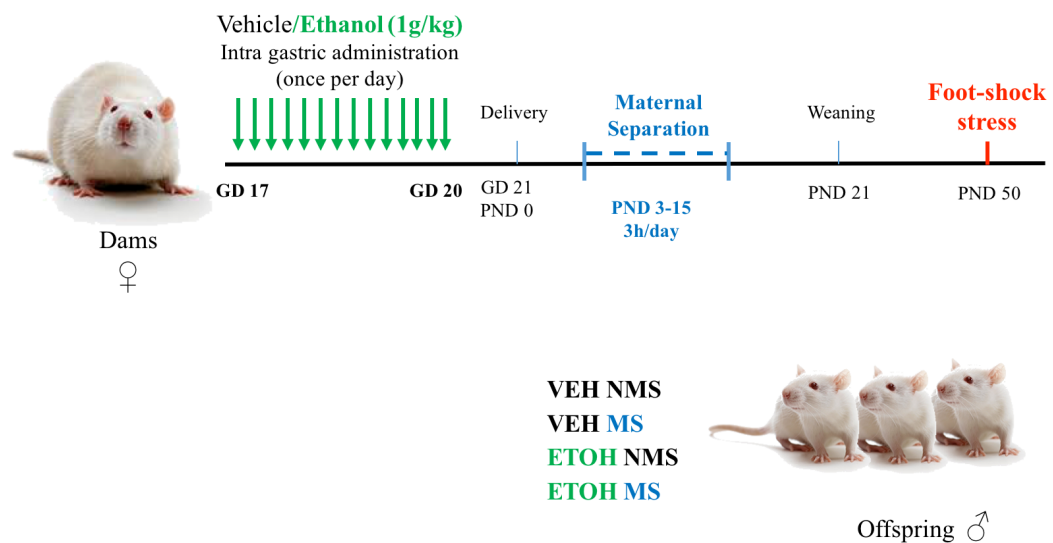 Vehicle/Ethanol (1g/kg)
Intra gastric administration
(once per day)
Delivery
Maternal
Separation
Weaning
Foot-shock
stress
GD 17
GD 20
GD 21
PND 0
PND 3-15
3h/day
PND 21
PND 50
Dams
♀
VEH NMS
VEH MS
ETOH NMS
ETOH MS
Offspring ♂